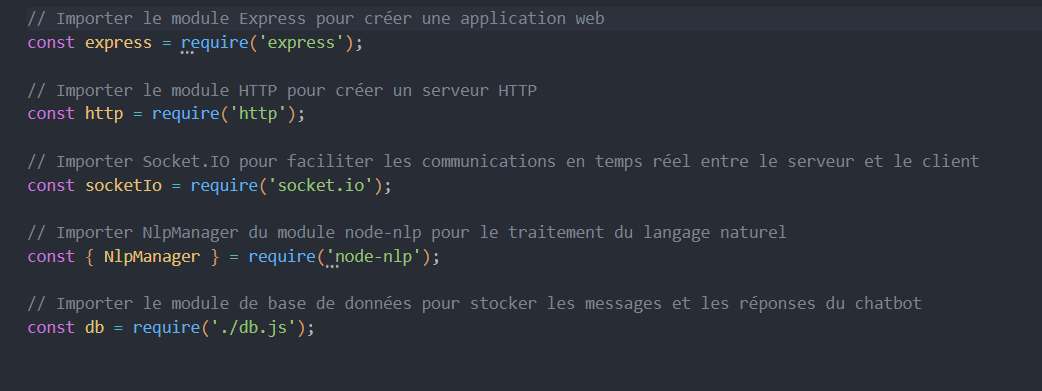 // Importer le module Express pour créer une application web
const express = require('express');
// Importer le module HTTP pour créer un serveur HTTP
const http = require('http');
// Importer Socket.IO pour faciliter les communications en temps réel entre le serveur et le client
const socketIo = require('socket.io');
// Importer NlpManager du module node-nlp pour le traitement du langage naturel
const { NlpManager } = require('node-nlp');
// Importer le module de base de données pour stocker les messages et les réponses du chatbot
const db = require('./db.js');